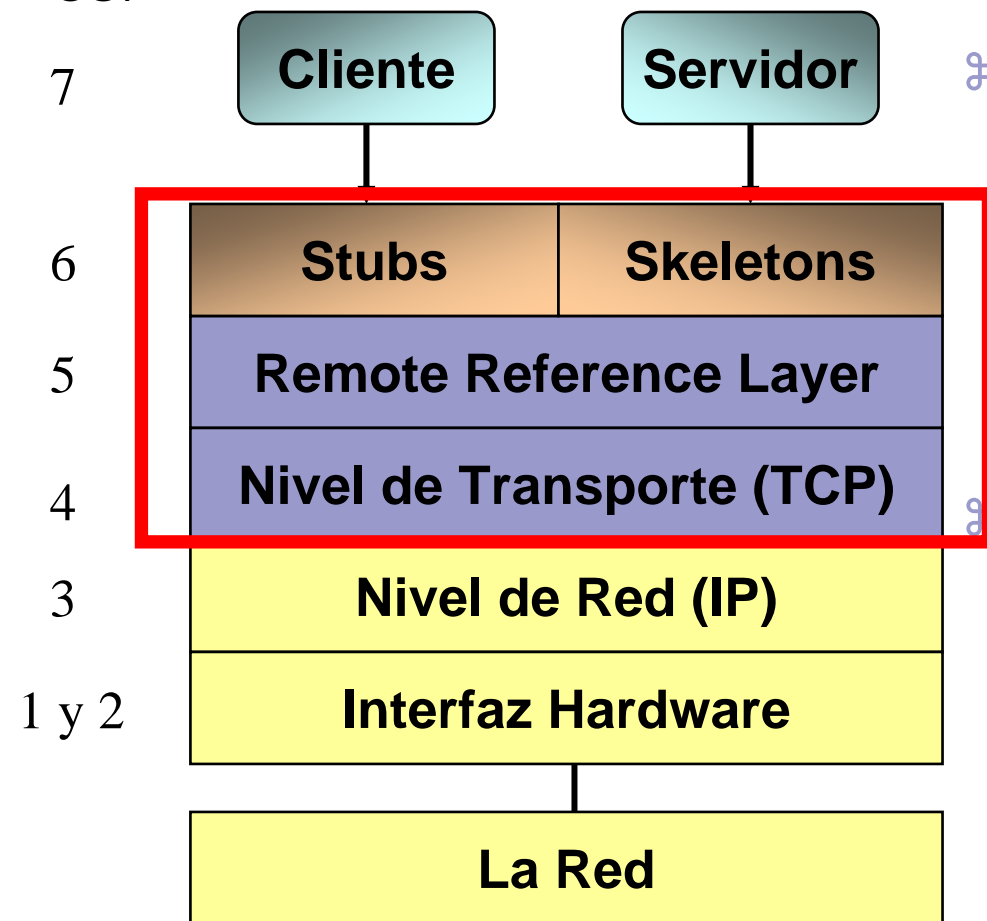 7 Cliente Servidor ⌘
6 Stubs Skeletons
5 Remote Reference Layer
4 Nivel de Transporte (TCP) ⌘
3 Nivel de Red (IP)
1 y 2 Interfaz Hardware
La Red